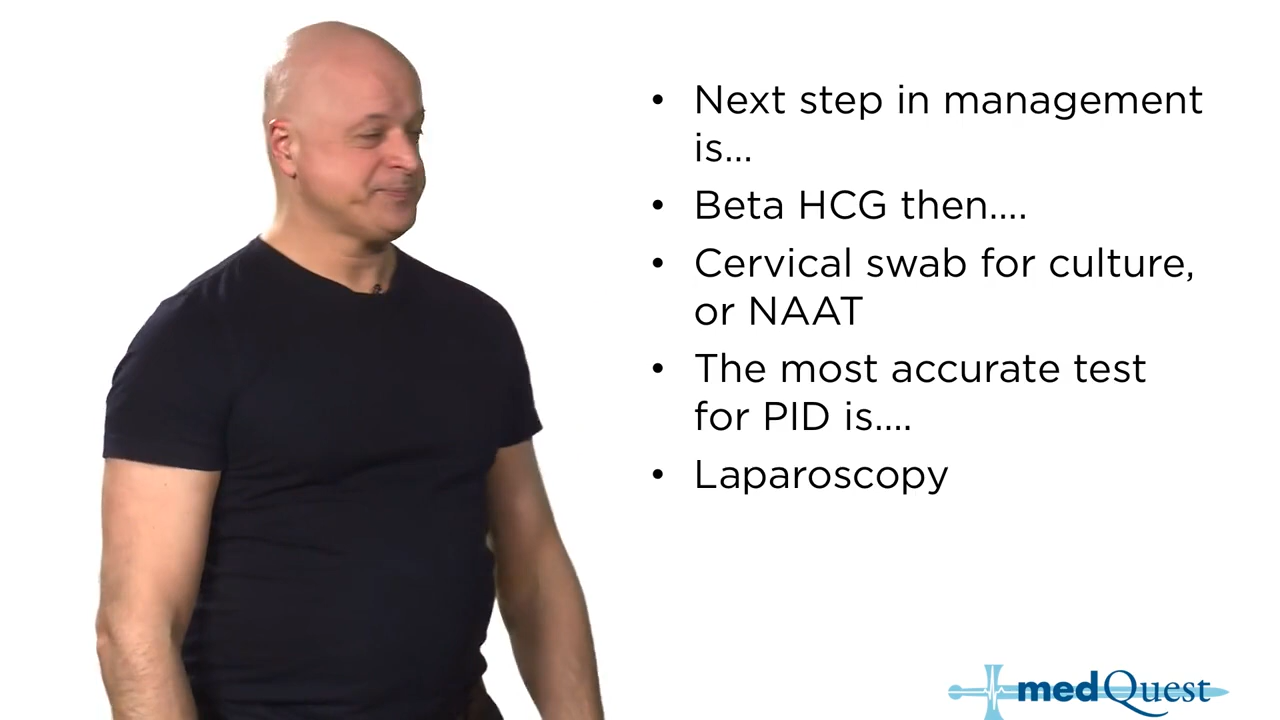 • Next step in management
is...
• Beta HCG then....
• Cervical swab for culture,
or NAAT
• The most accurate test
for PID is....
• Laparoscopy
medQuest